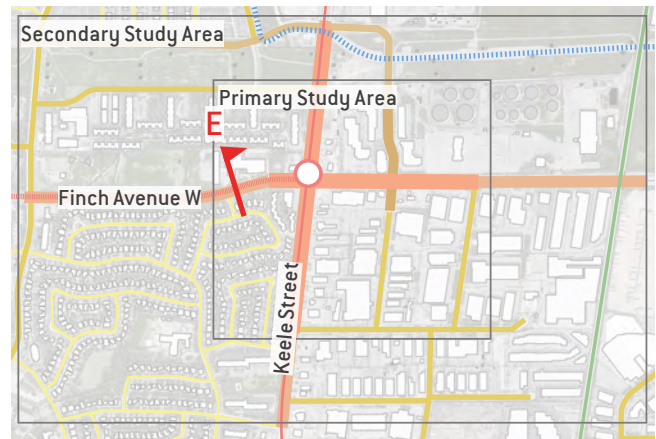 Secondary Study Area
Primary Study Area
E
Finch Avenue W
Keele Street